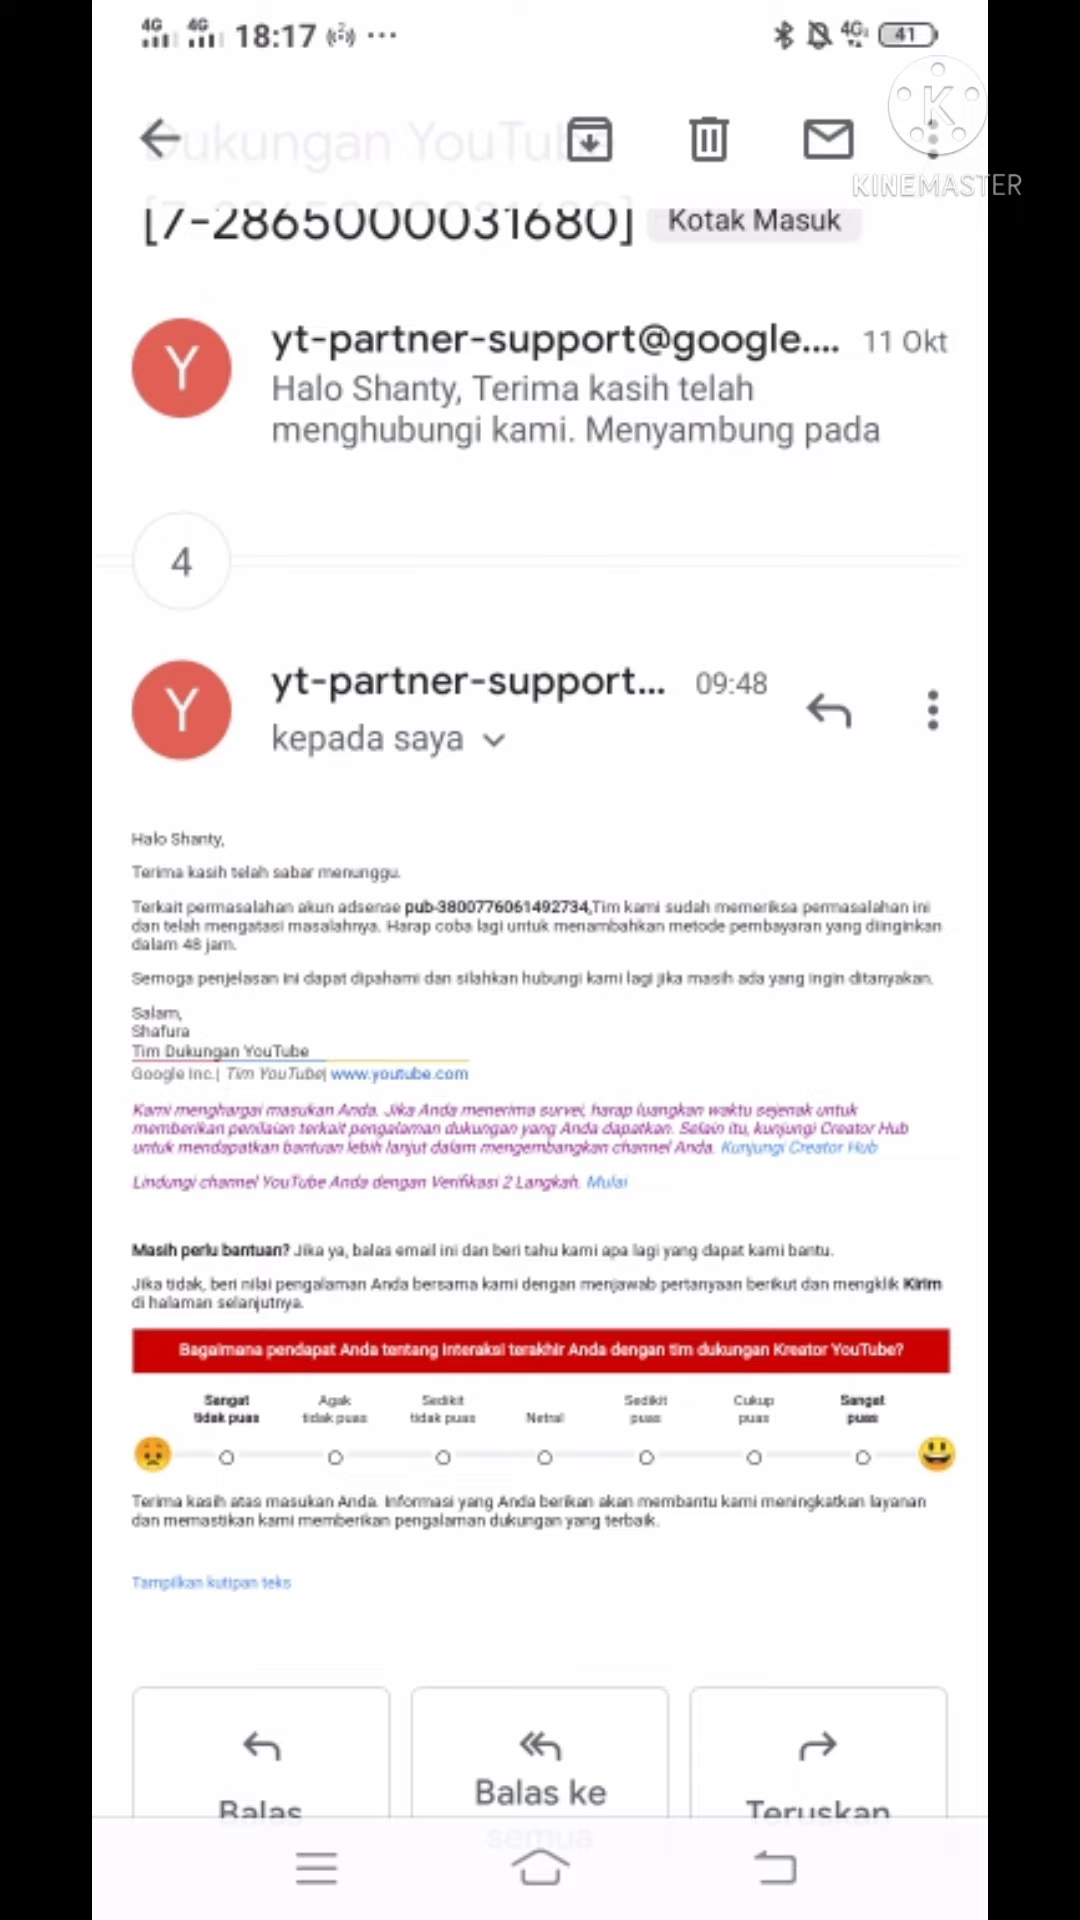 4G 4G 18:17 ... 4G 41
Dukungan YouTube
KINEMASTER
[7-2865000031680] Kotak Masuk
Y yt-partner-support@google.... 11 Okt
Halo Shanty, Terima kasih telah
menghubungi kami. Menyambung pada
4
Y yt-partner-support... 09:48
kepada saya
Halo Shanty,
Terima kasih telah sabar menunggu.
Terkait permasalahan akun adsense pub-3800776061492734,Tim kami sudah memeriksa permasalahan ini
dan telah mengatasi masalahnya. Harap coba lagi untuk menambahkan metode pembayaran yang diinginkan
dalam 48 jam.
Semoga penjelasan ini dapat dipahami dan silahkan hubungi kami lagi jika masih ada yang ingin ditanyakan.
Salam,
Shafura
Tim Dukungan YouTube
Google Inc.| Tim YouTube| www.youtube.com
Kami menghargai masukan Anda. Jika Anda menerima survei, harap luangkan waktu sejenak untuk
memberikan penilaian terkait pengalaman dukungan yang Anda dapatkan. Selain itu, kunjungi Creator Hub
untuk mendapatkan bantuan lebih lanjut dalam mengembangkan channel Anda. Kunjungi Creator Hub
Lindungi channel YouTube Anda dengan Verifikasi 2 Langkah. Mulai
Masih perlu bantuan? Jika ya, balas email ini dan beri tahu kami apa lagi yang dapat kami bantu.
Jika tidak, beri nilai pengalaman Anda bersama kami dengan menjawab pertanyaan berikut dan mengklik Kirim
di halaman selanjutnya.
Bagaimana pendapat Anda tentang interaksi terakhir Anda dengan tim dukungan Kreator YouTube?
Sangat tidak puas
Agak tidak puas
Sedikit tidak puas
Netral
Sedikit puas
Cukup puas
Sangat puas
Terima kasih atas masukan Anda. Informasi yang Anda berikan akan membantu kami meningkatkan layanan
dan memastikan kami memberikan pengalaman dukungan yang terbaik.
Tampilkan kutipan teks
Balas
Balas ke
semua
Teruskan